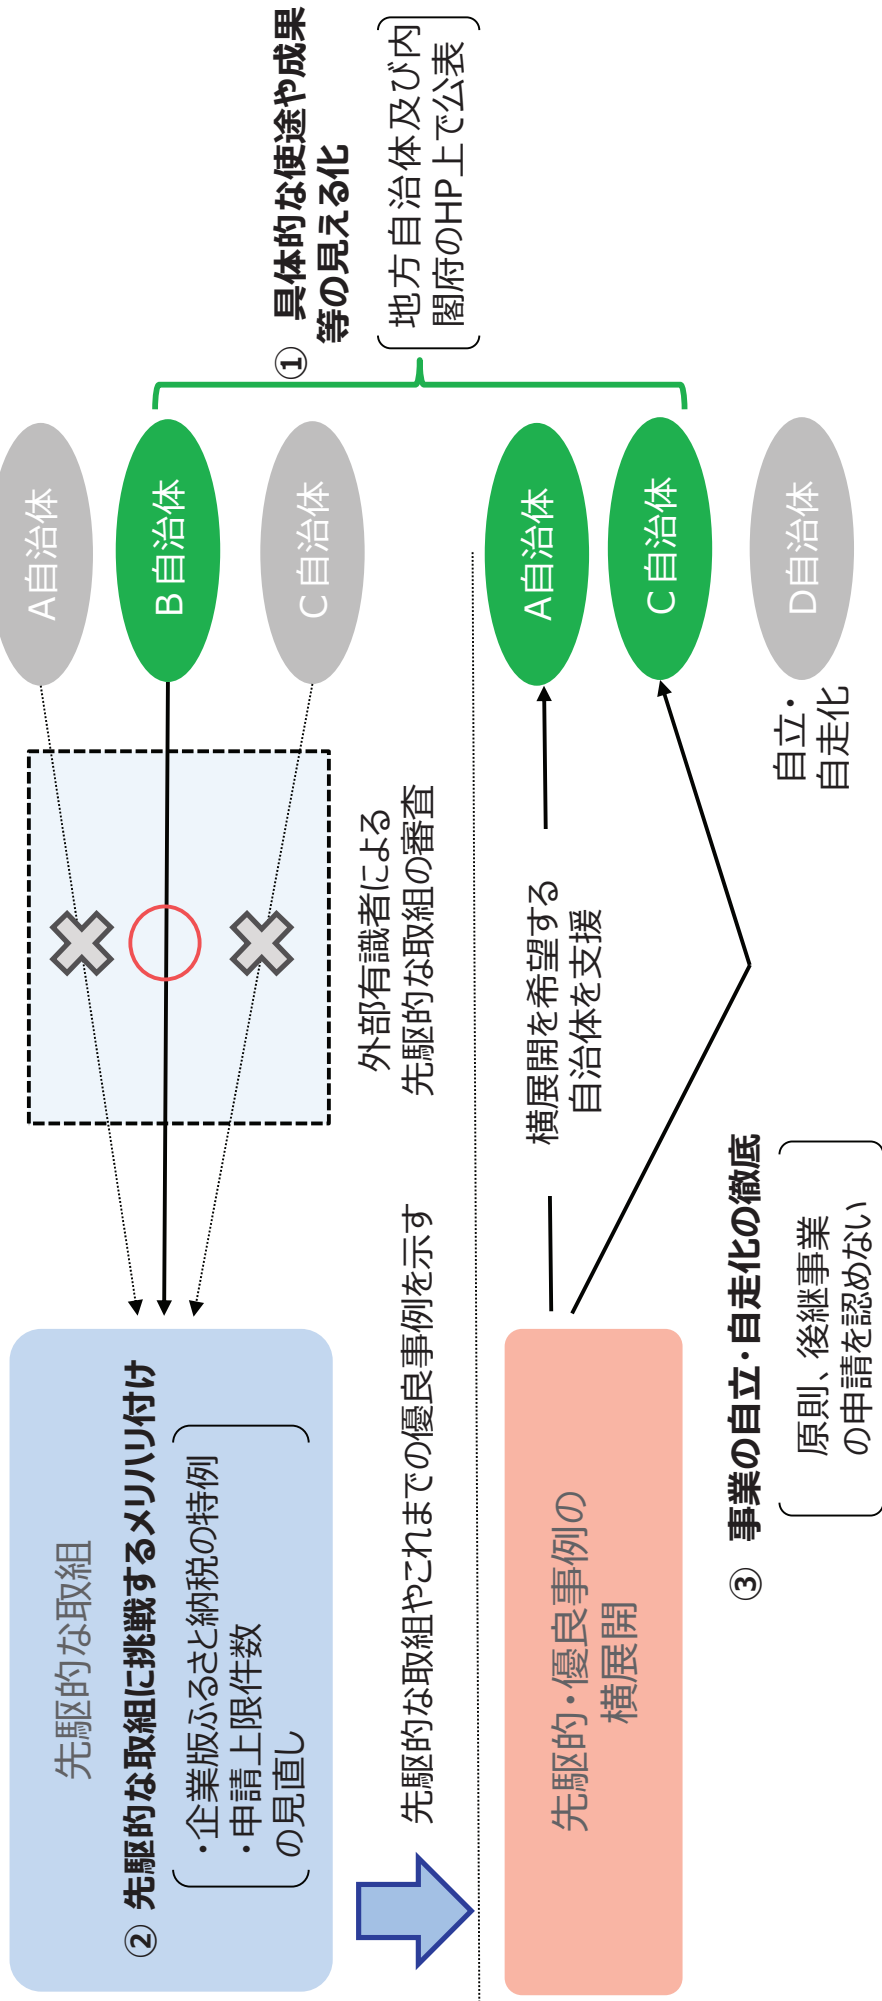 先駆的な取組
② 先駆的な取組に挑戦するメリハリ付け
・企業版ふるさと納税の特例
・申請上限件数
の見直し
外部有識者による
先駆的な取組の審査
A自治体
B自治体
C自治体
① 具体的な使途や成果
等の見える化
地方自治体及び内
閣府のHP上で公表
先駆的な取組やこれまでの優良事例を示す
先駆的・優良事例の
横展開
横展開を希望する
自治体を支援
A自治体
C自治体
D自治体
自立・
自走化
③ 事業の自立・自走化の徹底
原則、後継事業
の申請を認めない